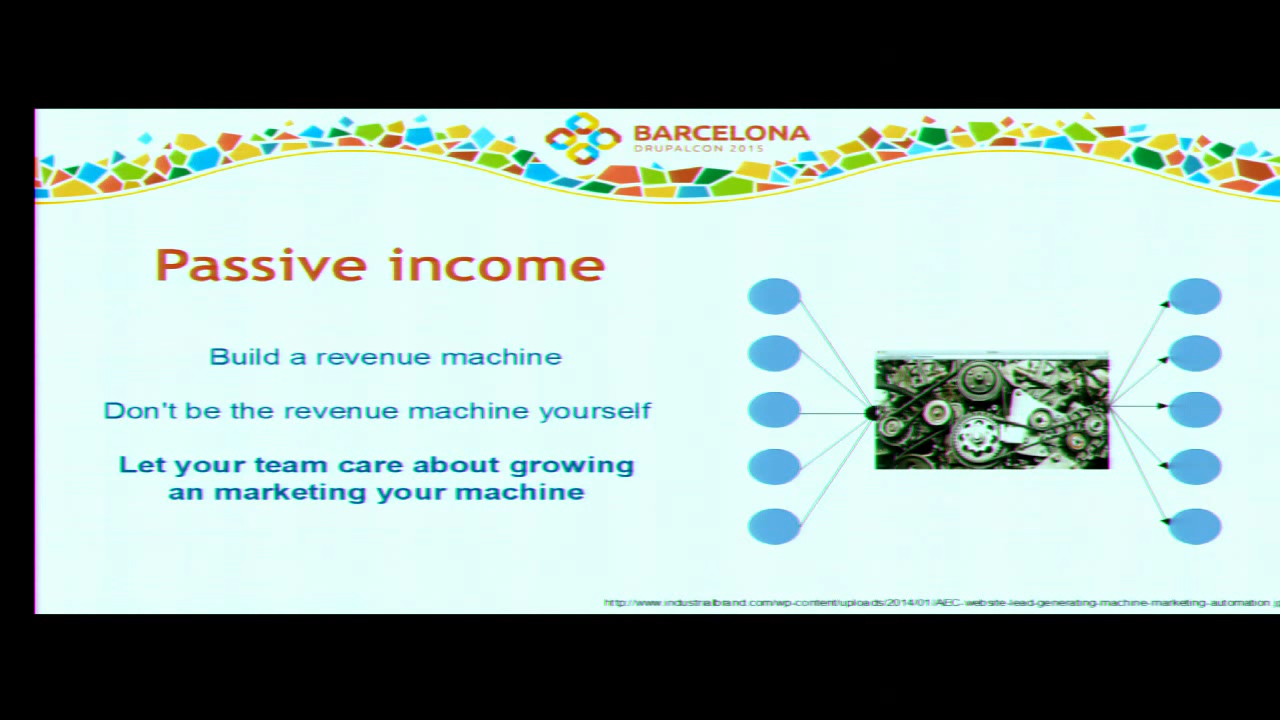 BARCELONA
DRUPALCON 2015
Passive income
Build a revenue machine
Don't be the revenue machine yourself
Let your team care about growing
an marketing your machine
http://www.industrialbrand.com/wp-content/uploads/2014/01/AEC-website-lead-generating-machine-marketing-automation.jp